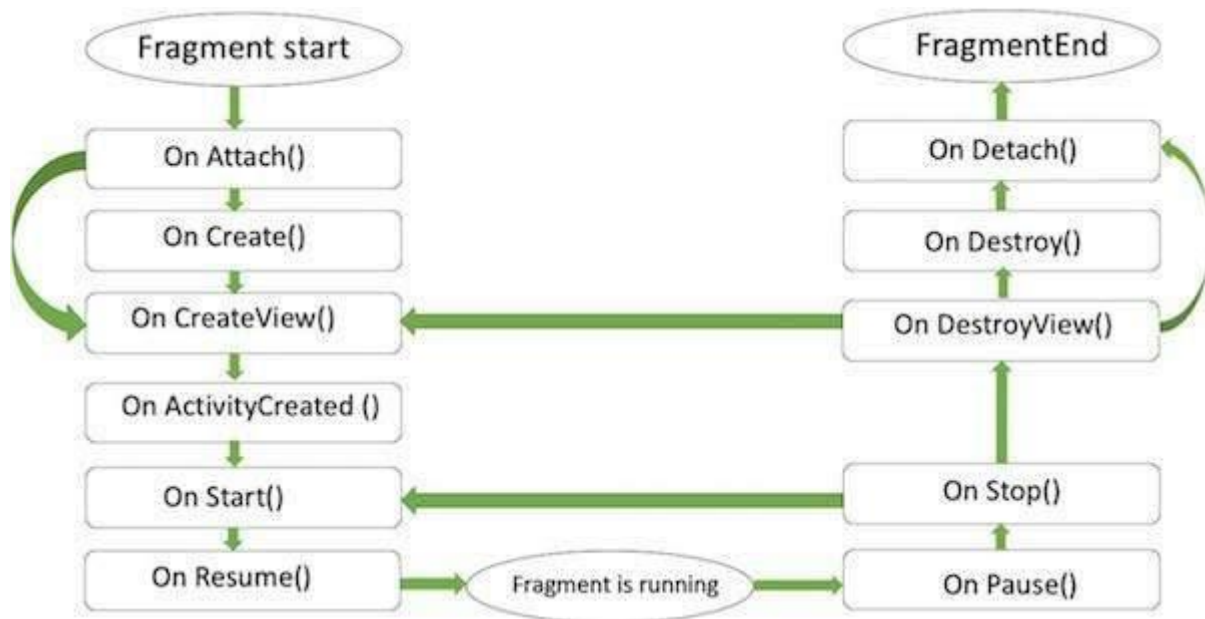 Fragment start
On Attach()
On Create()
On CreateView()
On ActivityCreated ()
On Start()
On Resume()
Fragment is running
On Pause()
On Stop()
On DestroyView()
On Destroy()
On Detach()
FragmentEnd